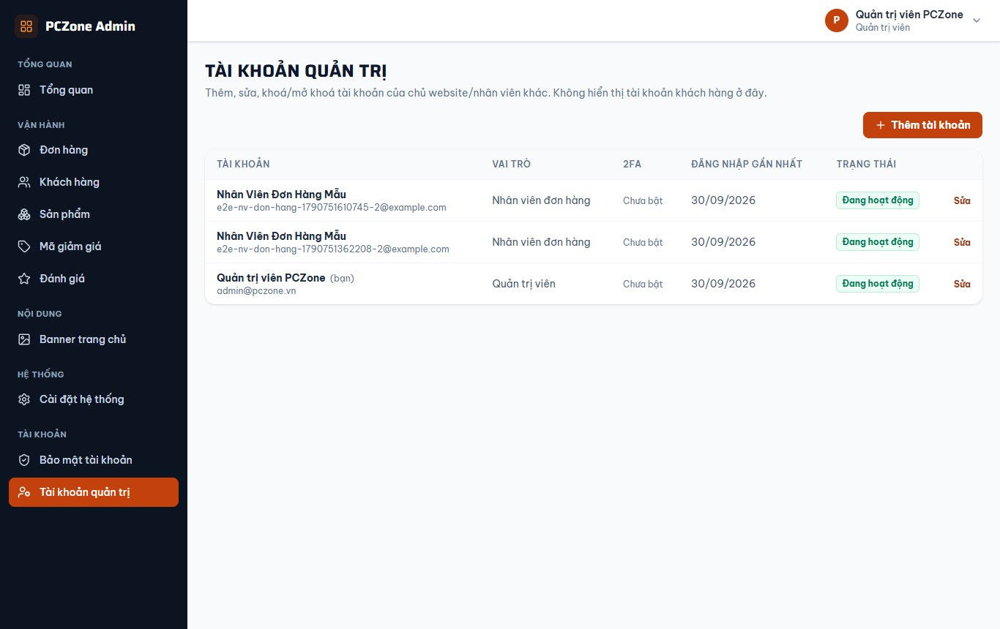 PCZone Admin
TỔNG QUAN
Tổng quan
VẬN HÀNH
Đơn hàng
Khách hàng
Sản phẩm
Mã giảm giá
Đánh giá
NỘI DUNG
Banner trang chủ
HỆ THỐNG
Cài đặt hệ thống
TÀI KHOẢN
Bảo mật tài khoản
Tài khoản quản trị
P
Quản trị viên PCZone
Quản trị viên
TÀI KHOẢN QUẢN TRỊ
Thêm, sửa, khoá/mở khoá tài khoản của chủ website/nhân viên khác. Không hiển thị tài khoản khách hàng ở đây.
Thêm tài khoản
TÀI KHOẢN VAI TRÒ 2FA ĐĂNG NHẬP GẦN NHẤT TRẠNG THÁI
Nhân Viên Đơn Hàng Mẫu
e2e-nv-don-hang-1790751610745-2@example.com
Nhân viên đơn hàng Chưa bật 30/09/2026 Đang hoạt động Sửa
Nhân Viên Đơn Hàng Mẫu
e2e-nv-don-hang-1790751362208-2@example.com
Nhân viên đơn hàng Chưa bật 30/09/2026 Đang hoạt động Sửa
Quản trị viên PCZone (bạn)
admin@pczone.vn
Quản trị viên Chưa bật 30/09/2026 Đang hoạt động Sửa